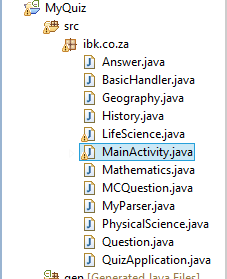 MyQuiz
src
ibk.co.za
Answer.java
BasicHandler.java
Geography.java
History.java
LifeScience.java
MainActivity.java
Mathematics.java
MCQuestion.java
MyParser.java
PhysicalScience.java
Question.java
QuizApplication.java
gen [Generated Java Files]